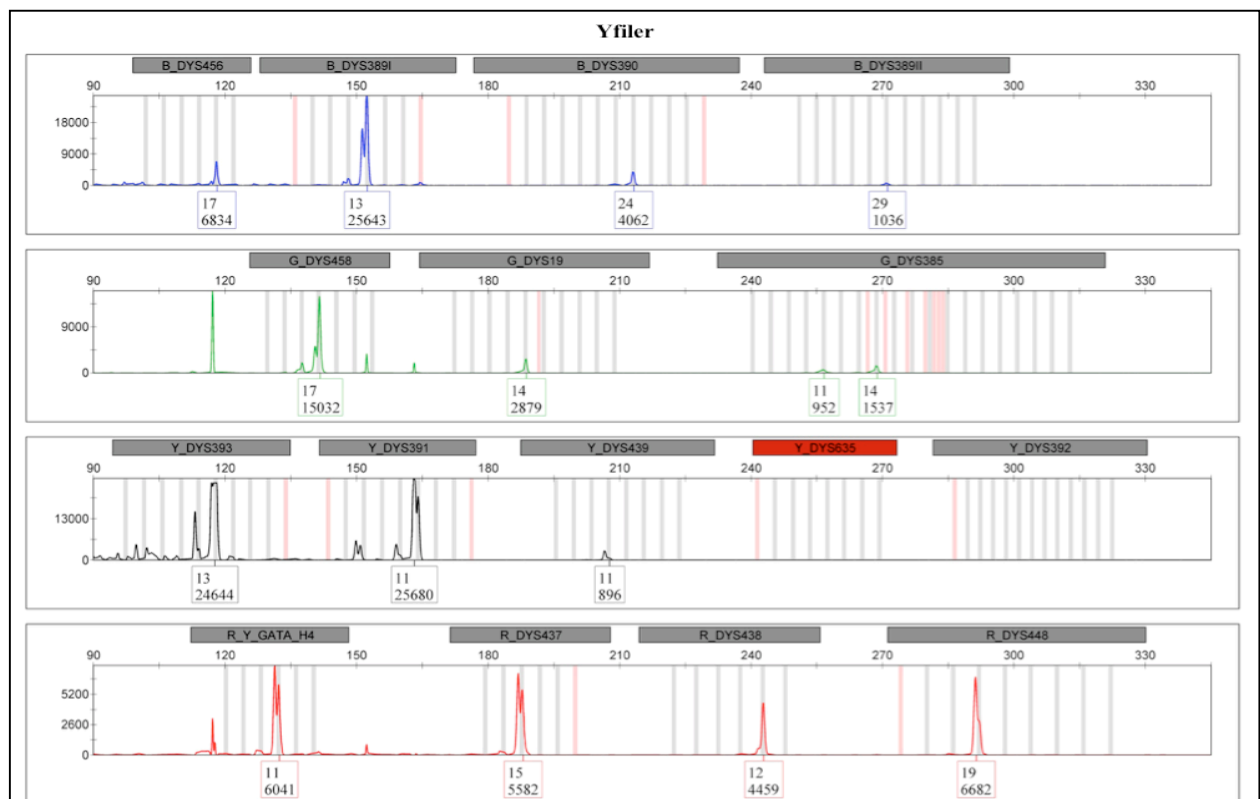 Yfiler
B_DYS456 B_DYS389I B_DYS390 B_DYS389II
90 120 150 180 210 240 270 300 330
18000
9000
0
17 13 24 29
6834 25643 4062 1036
G_DYS458 G_DYS19 G_DYS385
90 120 150 180 210 240 270 300 330
9000
0
17 14 11 14
15032 2879 952 1537
Y_DYS393 Y_DYS391 Y_DYS439 Y_DYS635 Y_DYS392
90 120 150 180 210 240 270 300 330
13000
0
13 11 11
24644 25680 896
R_Y_GATA_H4 R_DYS437 R_DYS438 R_DYS448
90 120 150 180 210 240 270 300 330
5200
2600
0
11 15 12 19
6041 5582 4459 6682